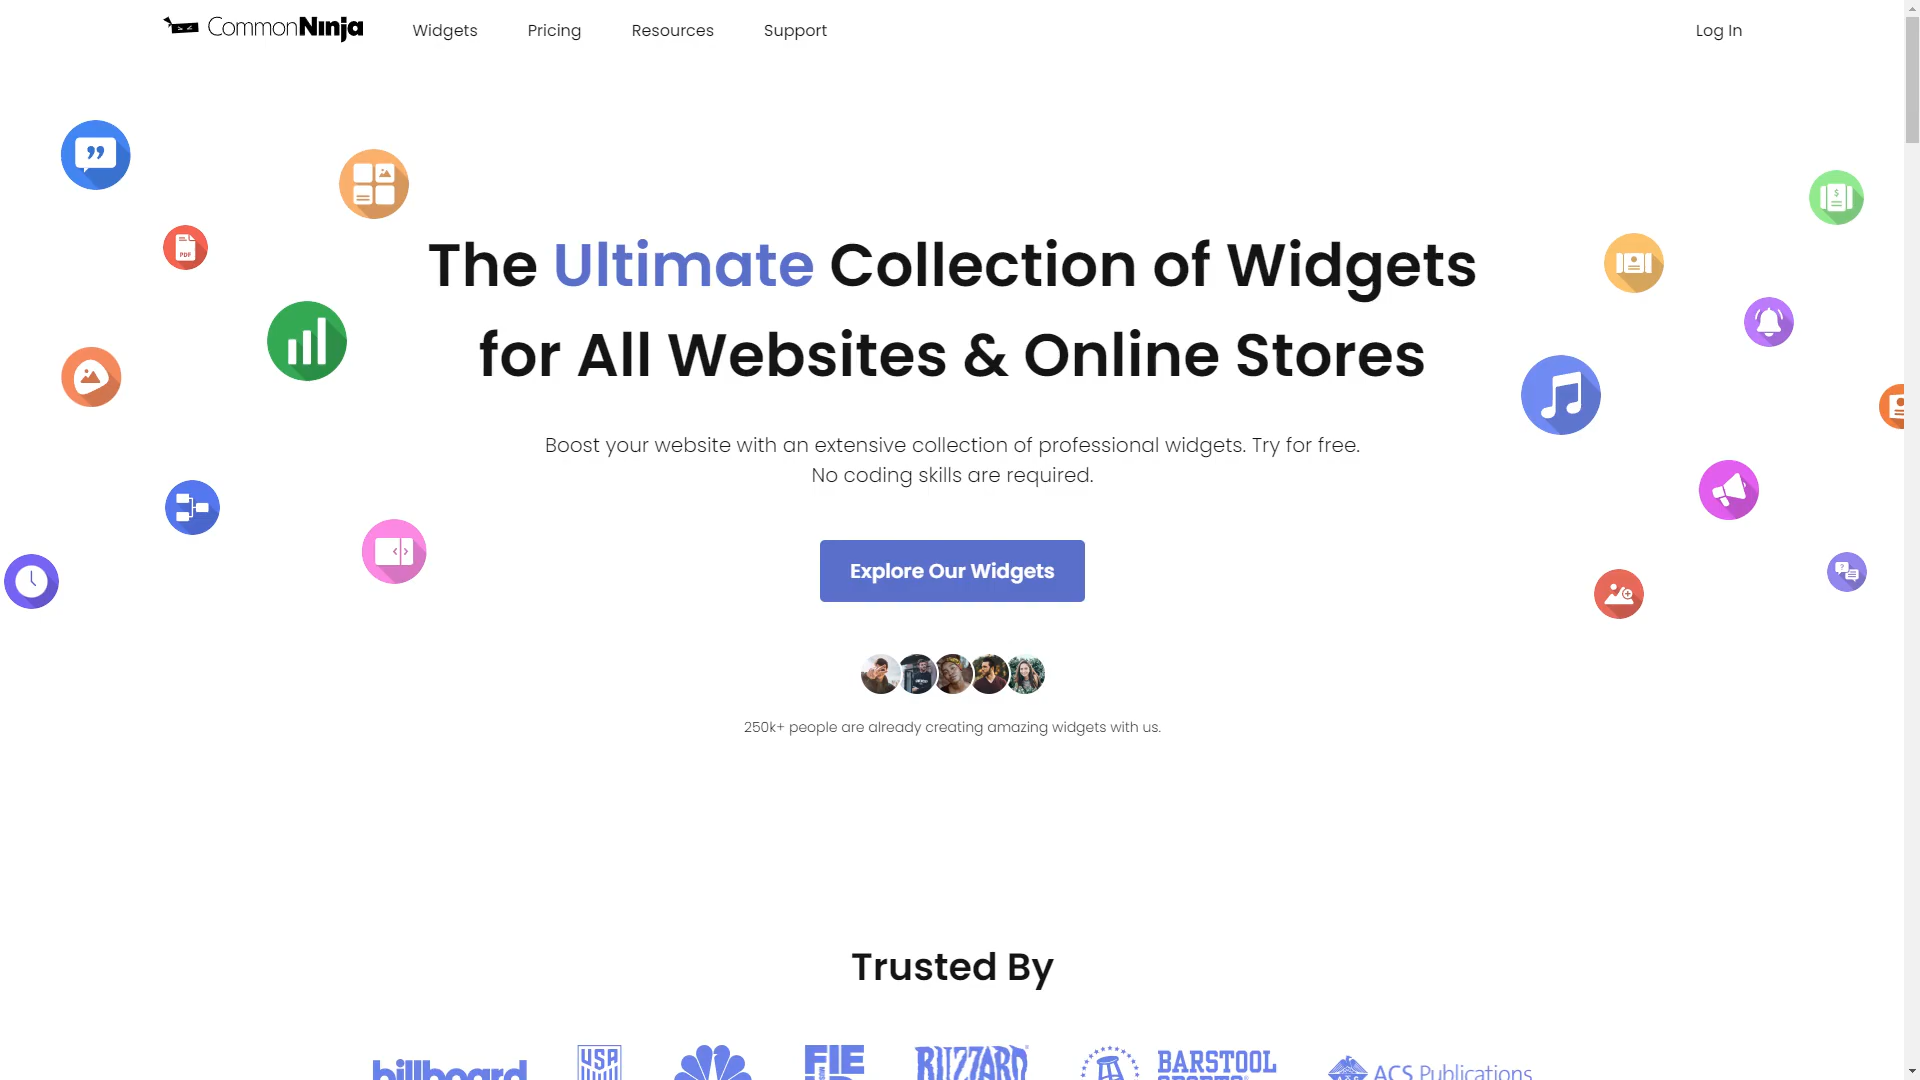 CommonNinja
Widgets
Pricing
Resources
Support
Log In
PDF
The Ultimate Collection of Widgets
for All Websites & Online Stores
Boost your website with an extensive collection of professional widgets. Try for free.
No coding skills are required.
Explore Our Widgets
250k+ people are already creating amazing widgets with us.
Trusted By
billboard
USA
BLIZZARD
BARSTOOL
SPORTS
ACS Publications